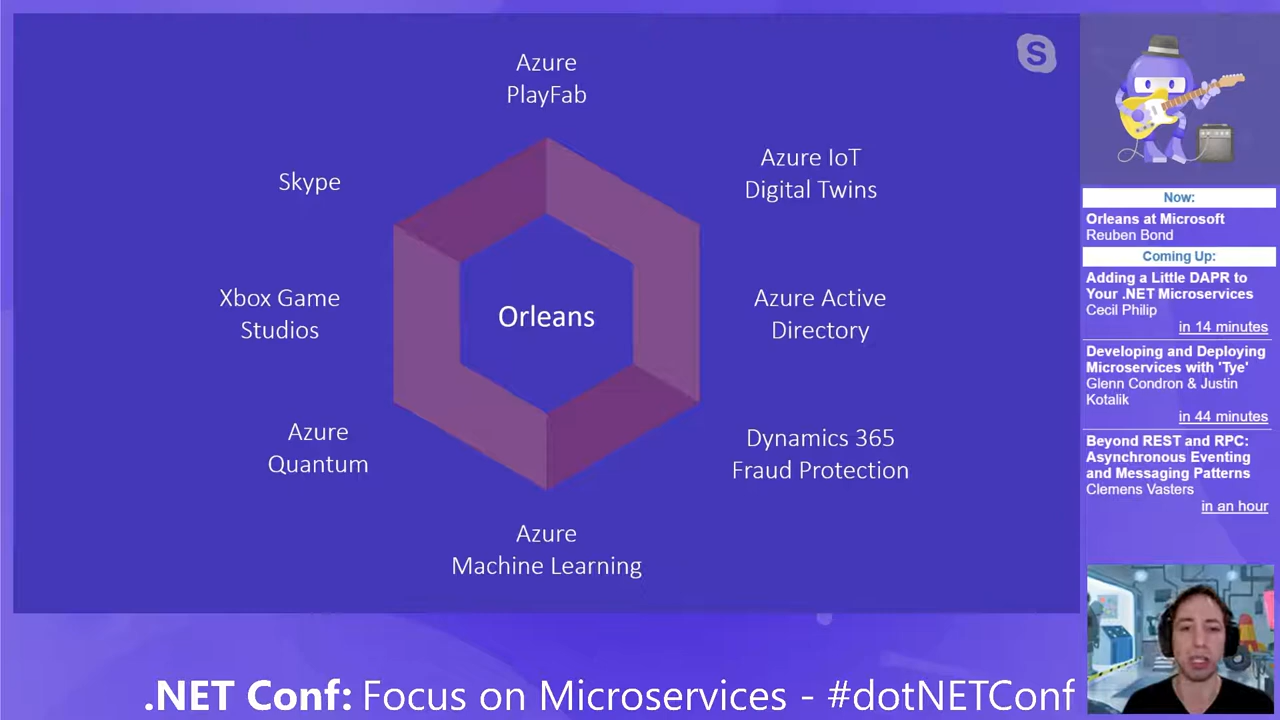 Azure
PlayFab
S
Skype
Azure IoT
Digital Twins
Xbox Game
Studios
Orleans
Azure Active
Directory
Azure
Quantum
Dynamics 365
Fraud Protection
Azure
Machine Learning
Now:
Orleans at Microsoft
Reuben Bond
Coming Up:
Adding a Little DAPR to
Your .NET Microservices
Cecil Philip
in 14 minutes
Developing and Deploying
Microservices with 'Tye'
Glenn Condron & Justin
Kotalik
in 44 minutes
Beyond REST and RPC:
Asynchronous Eventing
and Messaging Patterns
Clemens Vasters
in an hour
.NET Conf: Focus on Microservices - #dotNETConf